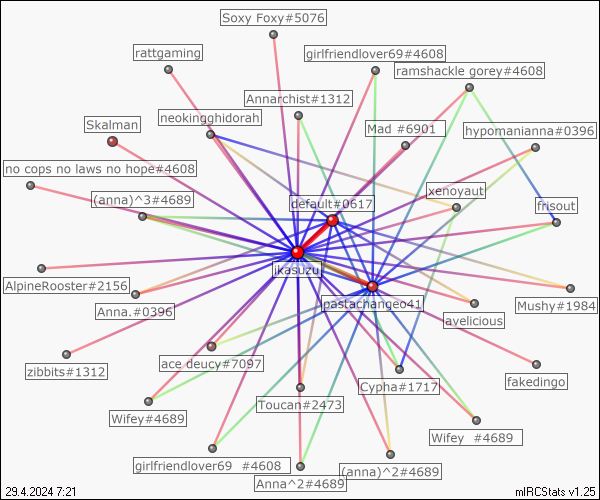 Soxy Foxy#5076
rattgaming
girlfriendlover69#4608
ramshackle gorey#4608
Annarchist#1312
neokingghidorah
Skalman
Mad #6901
hypomanianna#0396
no cops no laws no hope#4608
xenoyaut
(anna)^3#4689
default#0617
frisout
ikasuzu
AlpineRooster#2156
pastachange041
Mushy#1984
Anna.#0396
avelicious
zibbits#1312
ace deucy#7097
Cypha#1717
fakedingo
Toucan#2473
Wifey#4689
Wifey #4689
girlfriendlover69 #4608
(anna)^2#4689
Anna^2#4689
29.4.2024 7:21
mIRCStats v1.25